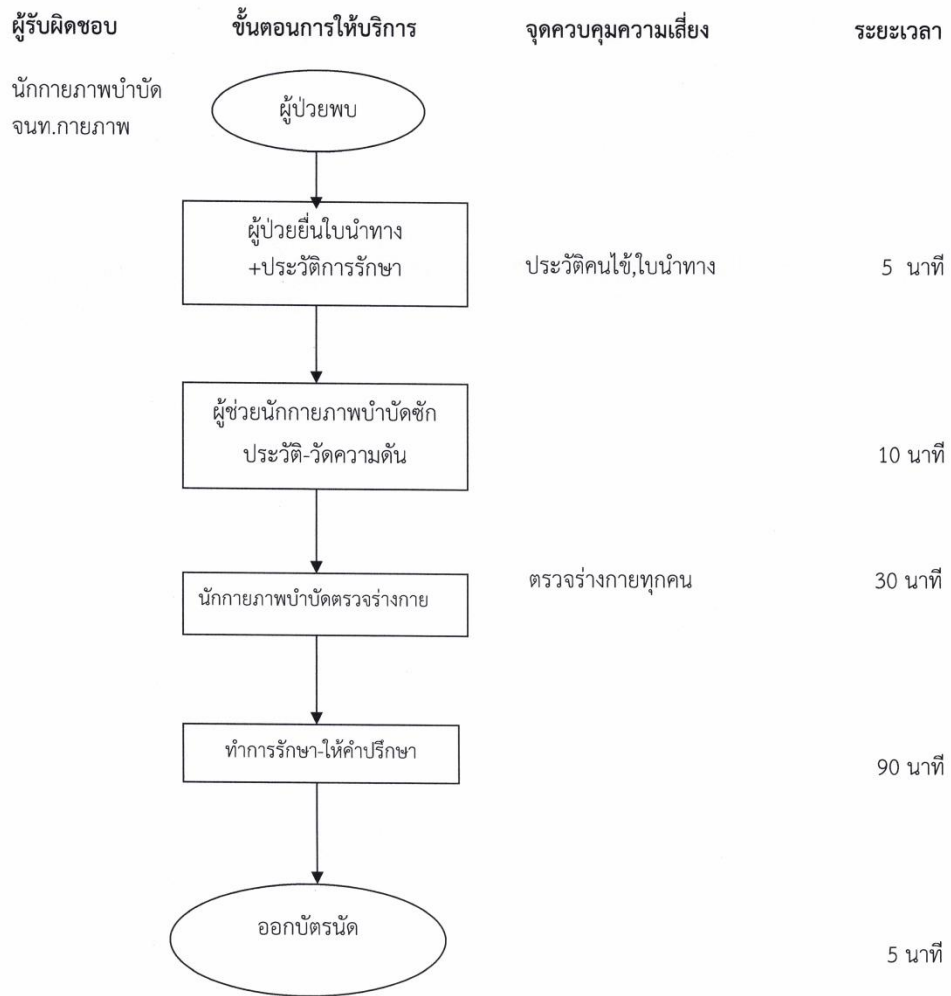 ผู้รับผิดชอบ ขั้นตอนการให้บริการ จุดควบคุมความเสี่ยง ระยะเวลา
นักกายภาพบำบัด
จนท.กายภาพ
ผู้ป่วยพบ
ผู้ป่วยยื่นใบนำทาง
+ประวัติการรักษา
ประวัติคนไข้,ใบนำทาง
5 นาที
ผู้ช่วยนักกายภาพบำบัดซัก
ประวัติ-วัดความดัน
10 นาที
นักกายภาพบำบัดตรวจร่างกาย
ตรวจร่างกายทุกคน
30 นาที
ทำการรักษา-ให้คำปรึกษา
90 นาที
ออกบัตรนัด
5 นาที